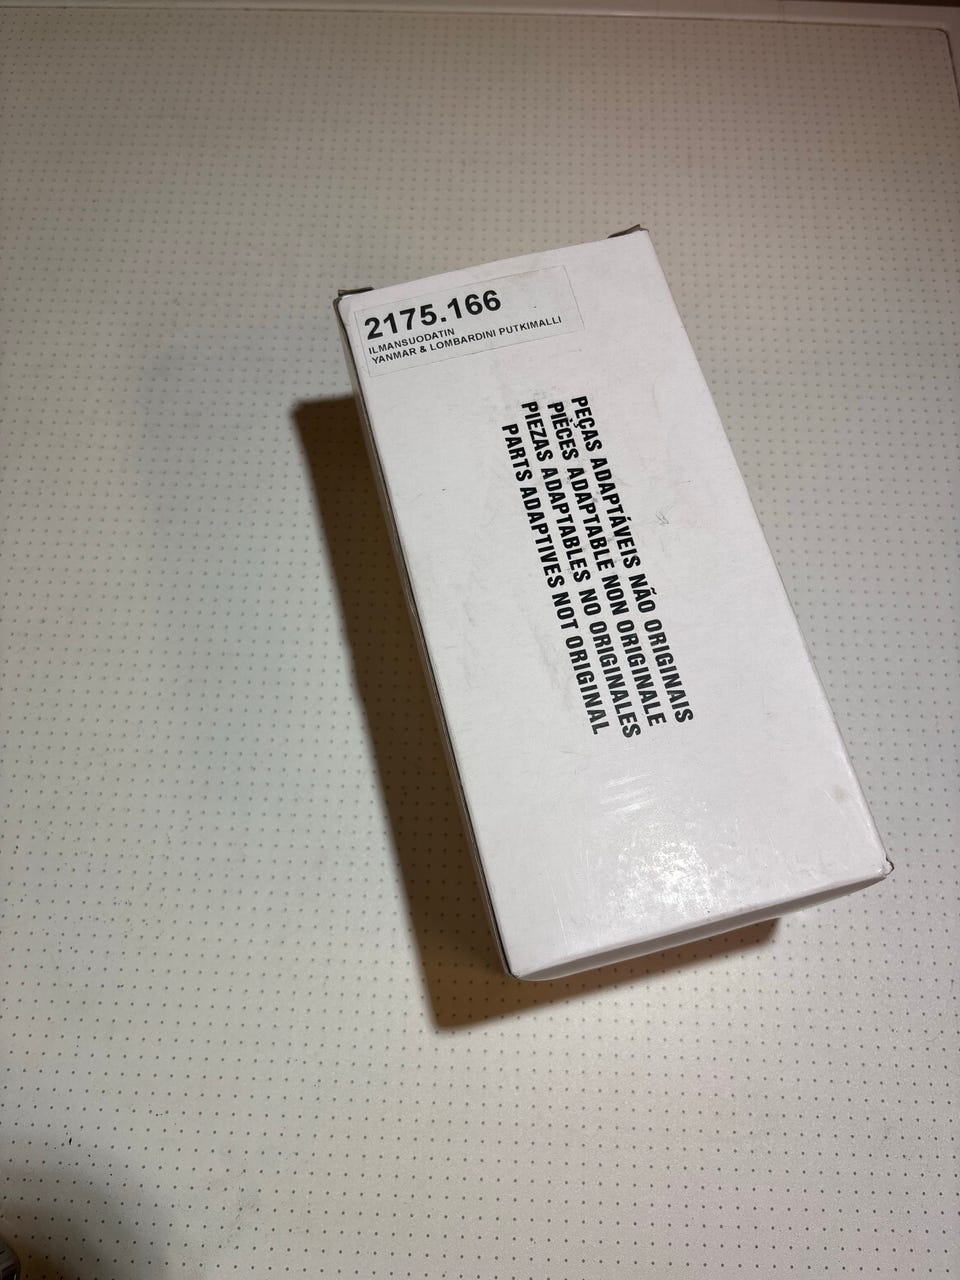 2175.166
ILMANSUODATIN
YANMAR & LOMBARDINI PUTKIMALLI
PEÇAS ADAPTÁVEIS NÃO ORIGINAIS
PIÈCES ADAPTABLE NON ORIGINALE
PIEZAS ADAPTABLES NO ORIGINALES
PARTS ADAPTIVES NOT ORIGINAL